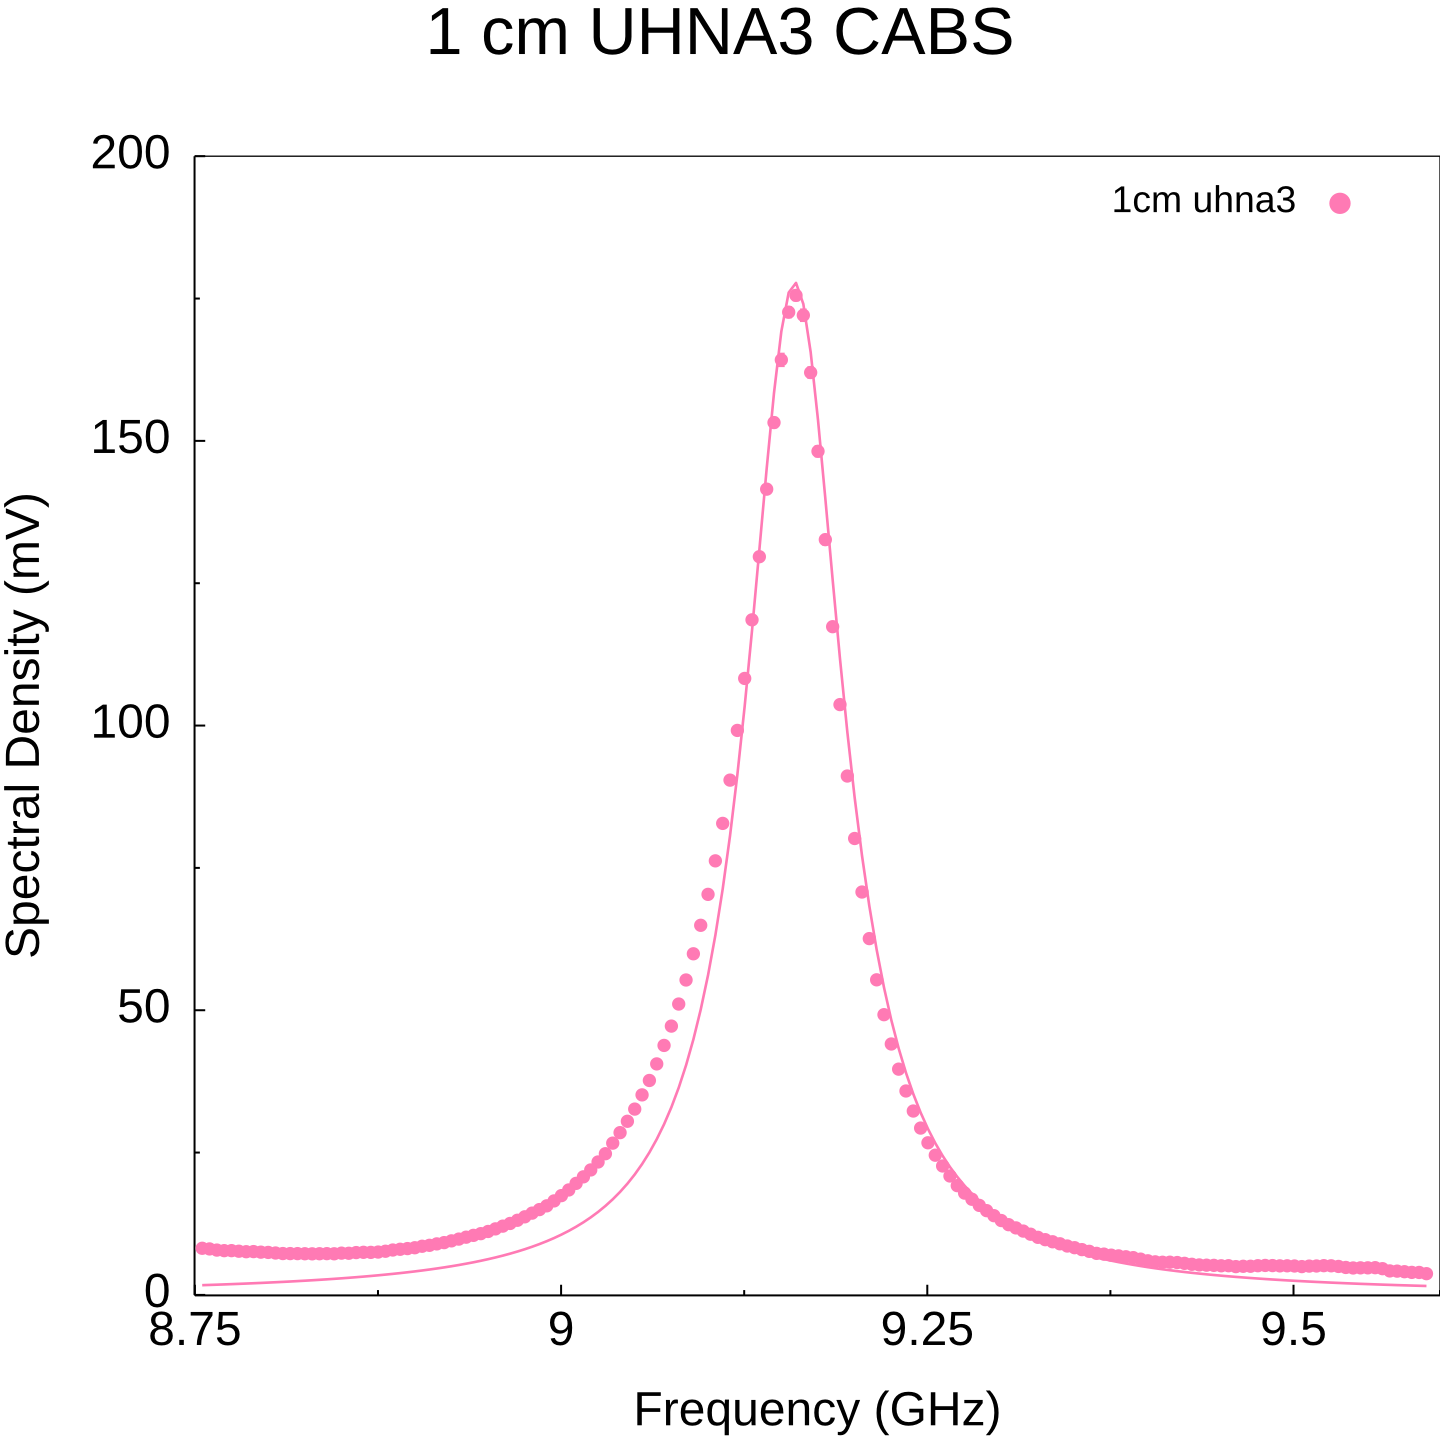 1 cm UHNA3 CABS
200
1cm uhna3
150
Spectral Density (mV)
100
50
0
8.75 9 9.25 9.5
Frequency (GHz)